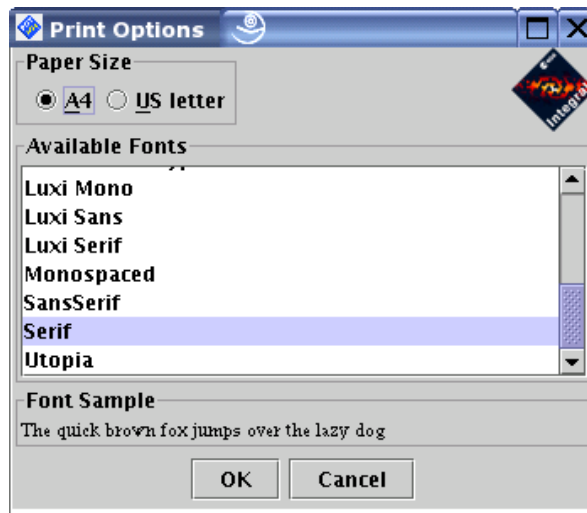 Print Options
Paper Size
A4 US letter
Integral
Available Fonts
Luxi Mono
Luxi Sans
Luxi Serif
Monospaced
SansSerif
Serif
Utopia
Font Sample
The quick brown fox jumps over the lazy dog
OK Cancel